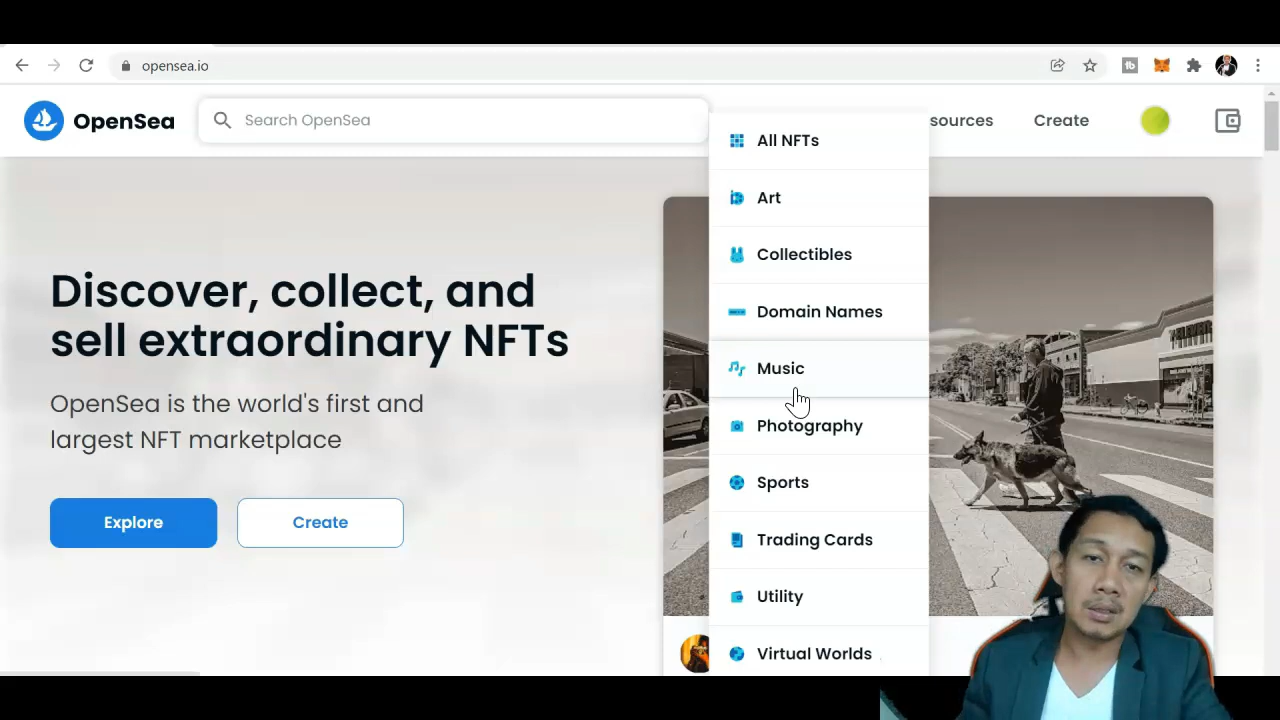 opensea.io
OpenSea
Search OpenSea
sources
Create
All NFTs
Art
Collectibles
Domain Names
Music
Photography
Sports
Trading Cards
Utility
Virtual Worlds
Discover, collect, and
sell extraordinary NFTs
OpenSea is the world's first and
largest NFT marketplace
Explore
Create